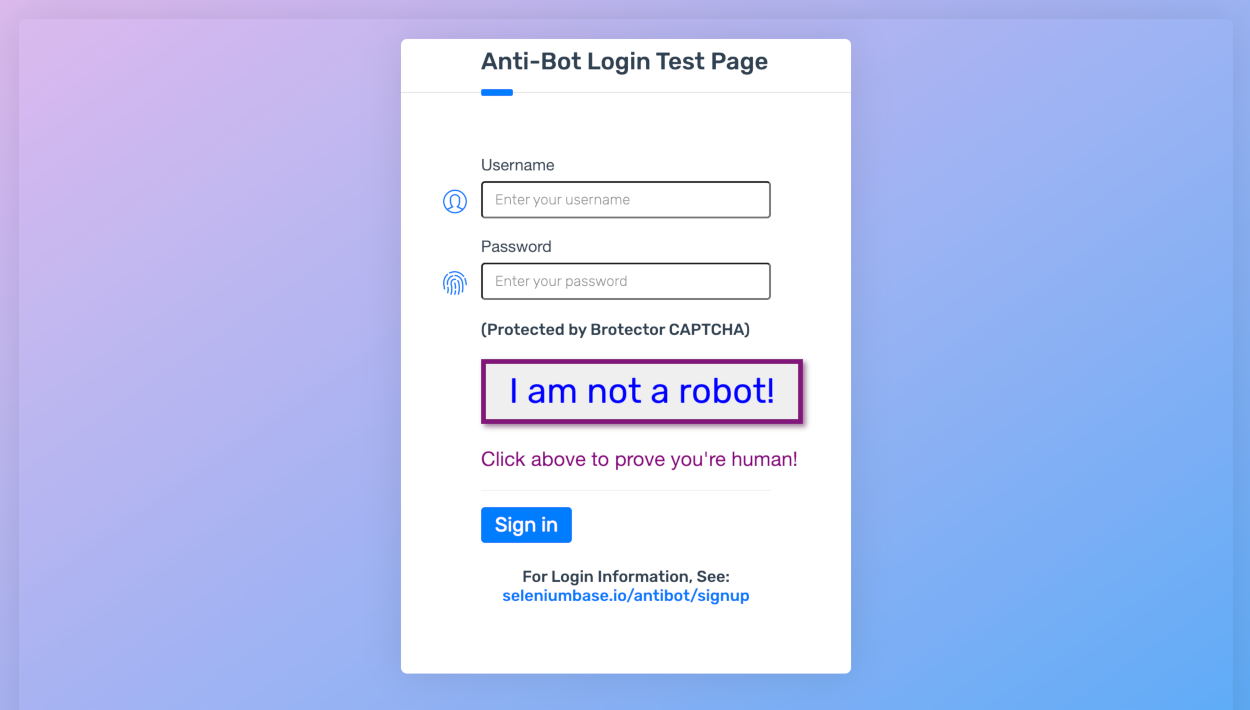 Anti-Bot Login Test Page
Username
Enter your username
Password
Enter your password
(Protected by Brotector CAPTCHA)
I am not a robot!
Click above to prove you're human!
Sign in
For Login Information, See:
seleniumbase.io/antibot/signup